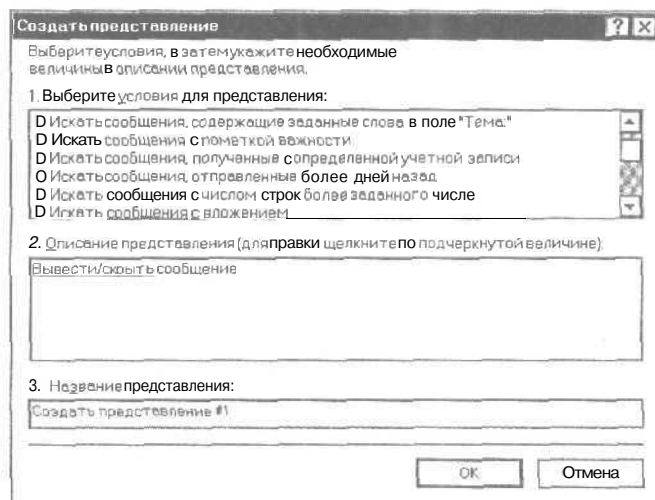 Создать представление ? ×
Выберите условия, в затем укажите необходимые
величины в описании представления.
1. Выберите условия для представления:
D Искать сообщения, содержащие заданные слова в поле "Тема:"
D Искать сообщения с пометкой важности
D Искать сообщения, полученные с определенной учетной записи
O Искать сообщения, отправленные более дней назад
D Искать сообщения с числом строк более заданного числе
D Искать сообщения с вложением
2. Описание представления (для правки щелкните по подчеркнутой величине):
Вывести/скрыть сообщение
3. Название представления:
Создать представление #1
OK Отмена